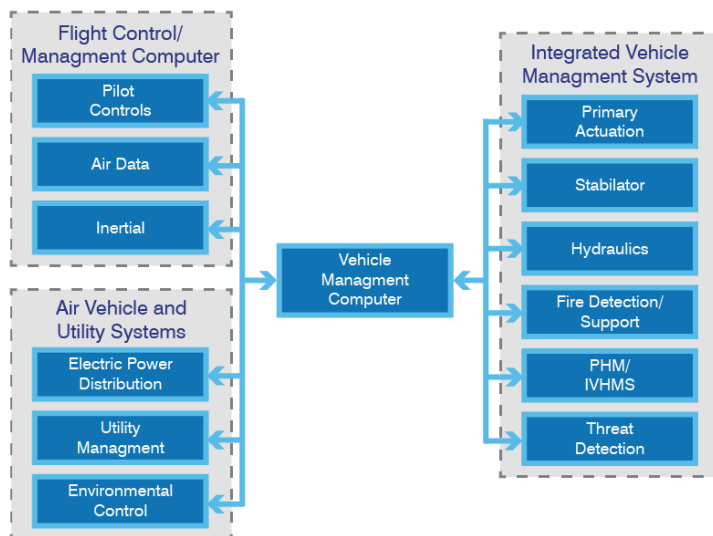 Flight Control/
Managment Computer
Pilot
Controls
Air Data
Inertial
Air Vehicle and
Utility Systems
Electric Power
Distribution
Utility
Managment
Environmental
Control
Vehicle
Managment
Computer
Integrated Vehicle
Managment System
Primary
Actuation
Stabilator
Hydraulics
Fire Detection/
Support
PHM/
IVHMS
Threat
Detection